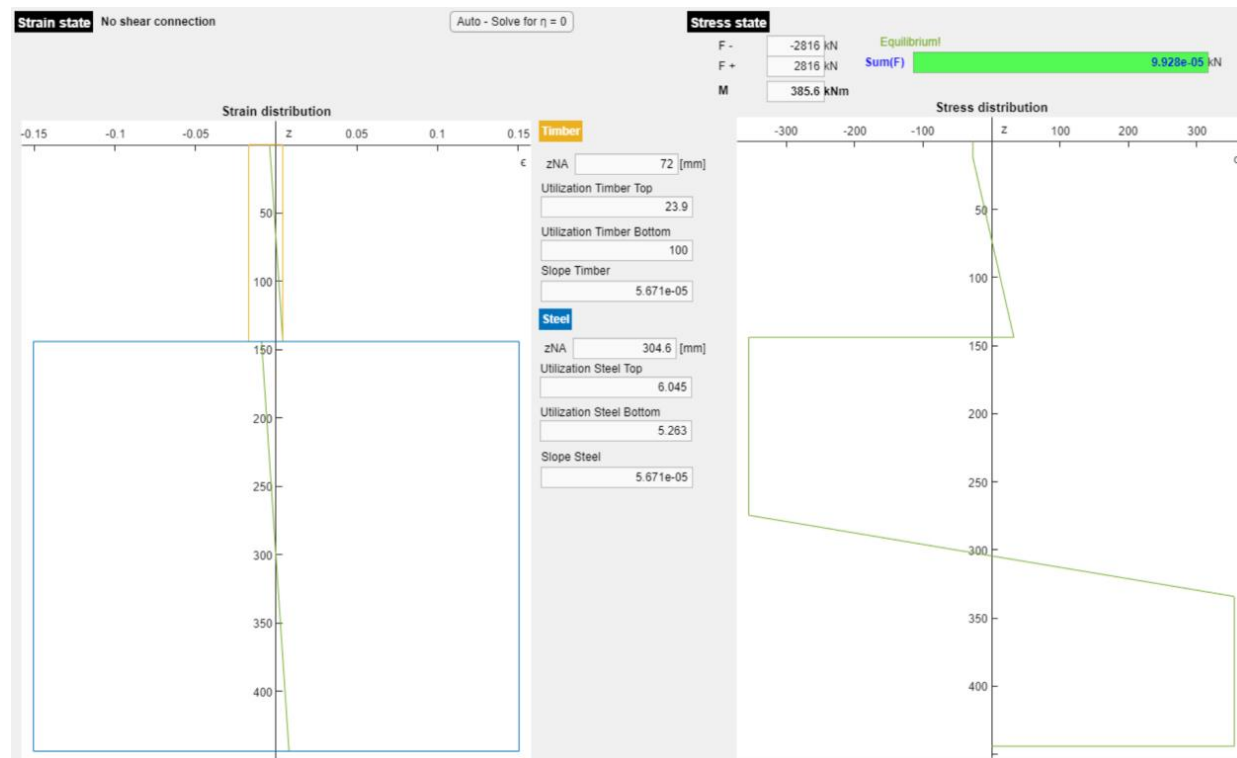 Strain state No shear connection Auto - Solve for η = 0 Stress state
F - -2816 kN Equilibrium!
F + 2816 kN Sum(F) 9.928e-05 kN
M 385.6 kNm
Strain distribution
-0.15 -0.1 -0.05 z 0.05 0.1 0.15
ϵ
50
100
150
200
250
300
350
400
Timber
zNA 72 [mm]
Utilization Timber Top
23.9
Utilization Timber Bottom
100
Slope Timber
5.671e-05
Steel
zNA 304.6 [mm]
Utilization Steel Top
6.045
Utilization Steel Bottom
5.263
Slope Steel
5.671e-05
Stress distribution
-300 -200 -100 z 100 200 300
50
100
150
200
250
300
350
400